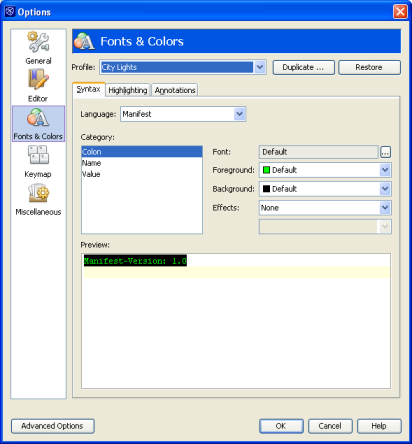 Options
Fonts & Colors
General
Editor
Fonts & Colors
Keymap
Miscellaneous
Profile: City Lights Duplicate ... Restore
Syntax Highlighting Annotations
Language: Manifest
Category:
Colon
Name
Value
Font: Default ...
Foreground: Default
Background: Default
Effects: None
Preview:
Manifest-Version: 1.0
Advanced Options OK Cancel Help